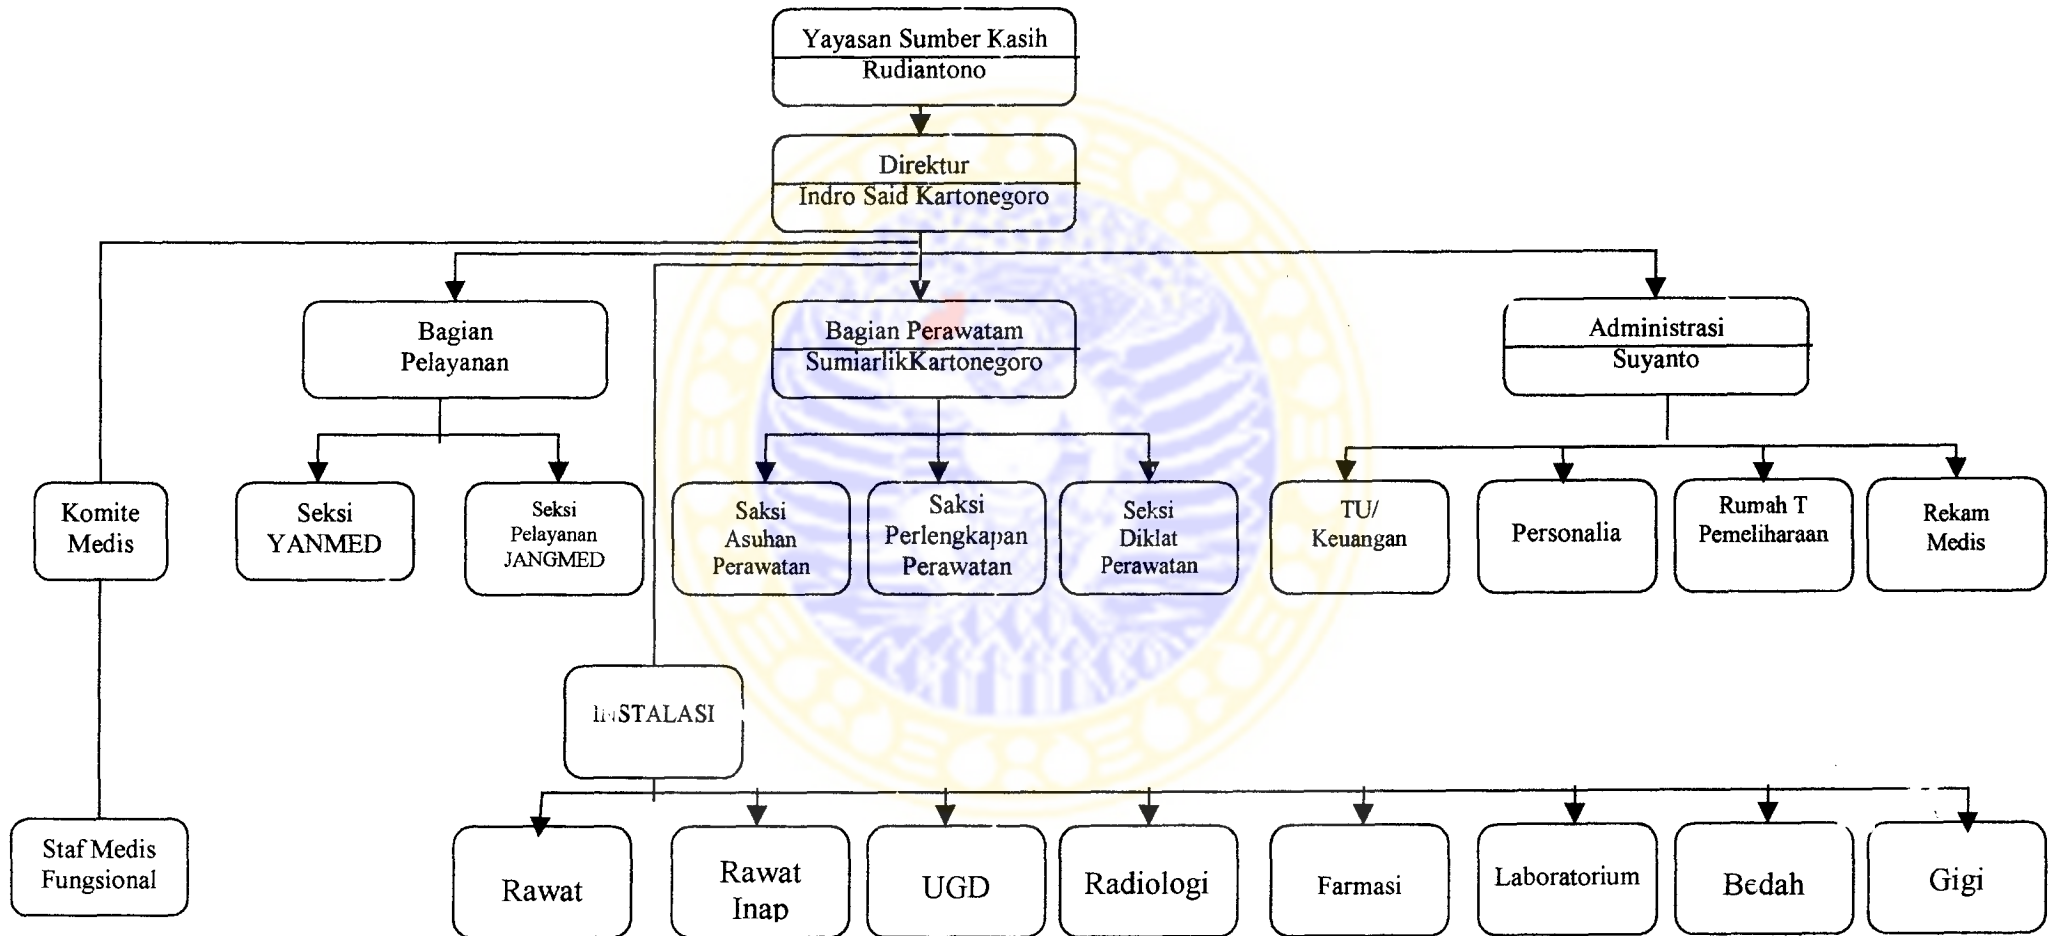 Yayasan Sumber Kasih
Rudiantono
Direktur
Indro Said Kartonegoro
Bagian
Pelayanan
Bagian Perawatam
SumiarlikKartonegoro
Administrasi
Suyanto
Komite
Medis
Seksi
YANMED
Seksi
Pelayanan
JANGMED
Saksi
Asuhan
Perawatan
Saksi
Perlengkapan
Perawatan
Seksi
Diklat
Perawatan
TU/
Keuangan
Personalia
Rumah T
Pemeliharaan
Rekam
Medis
INSTALASI
Staf Medis
Fungsional
Rawat
Rawat
Inap
UGD
Radiologi
Farmasi
Laboratorium
Bedah
Gigi